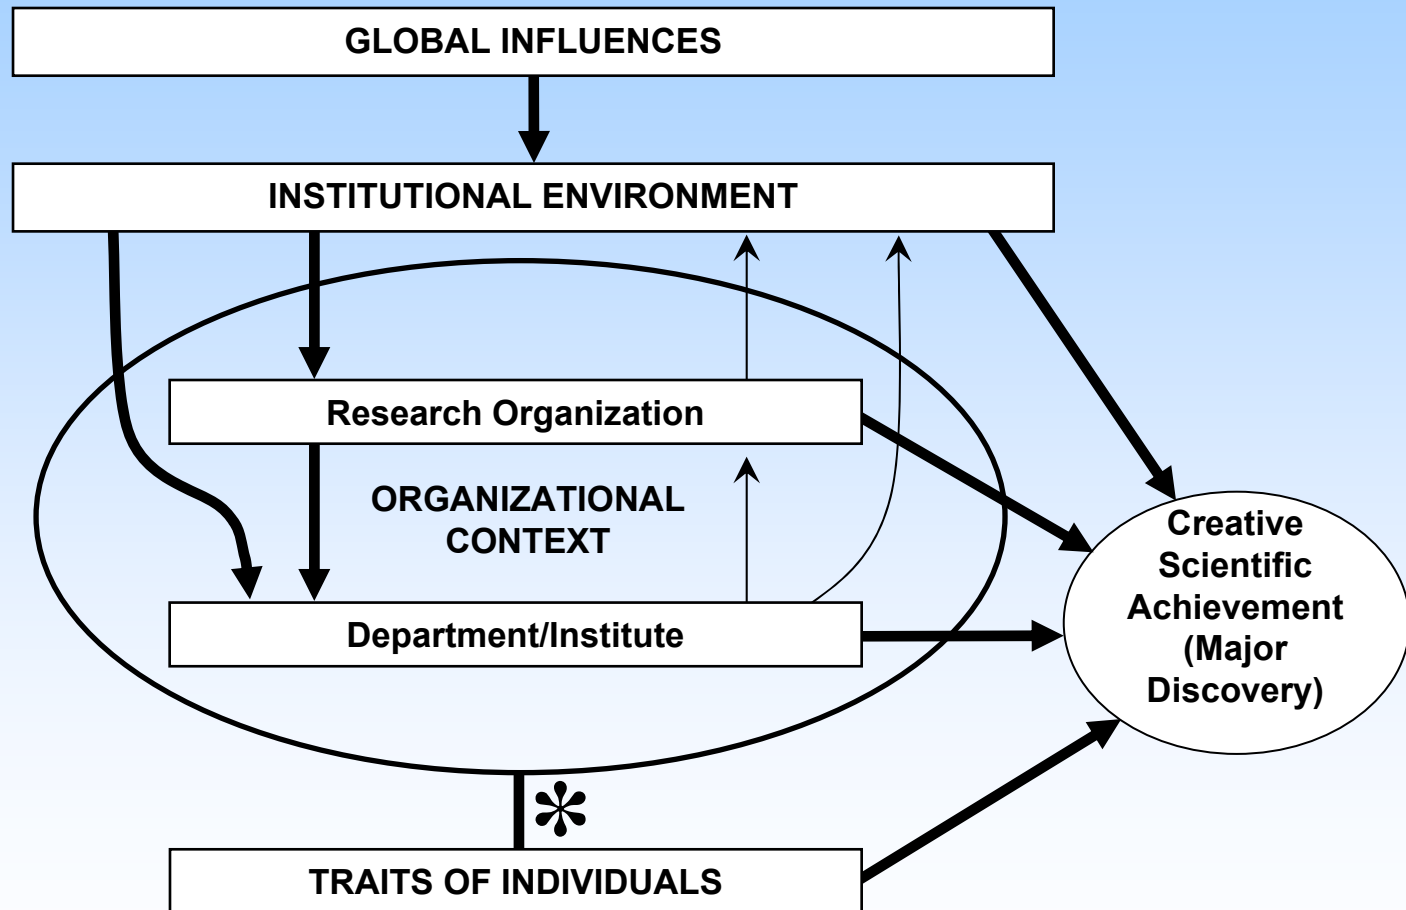 GLOBAL INFLUENCES
INSTITUTIONAL ENVIRONMENT
Research Organization
ORGANIZATIONAL
CONTEXT
Department/Institute
Creative
Scientific
Achievement
(Major
Discovery)
*
TRAITS OF INDIVIDUALS